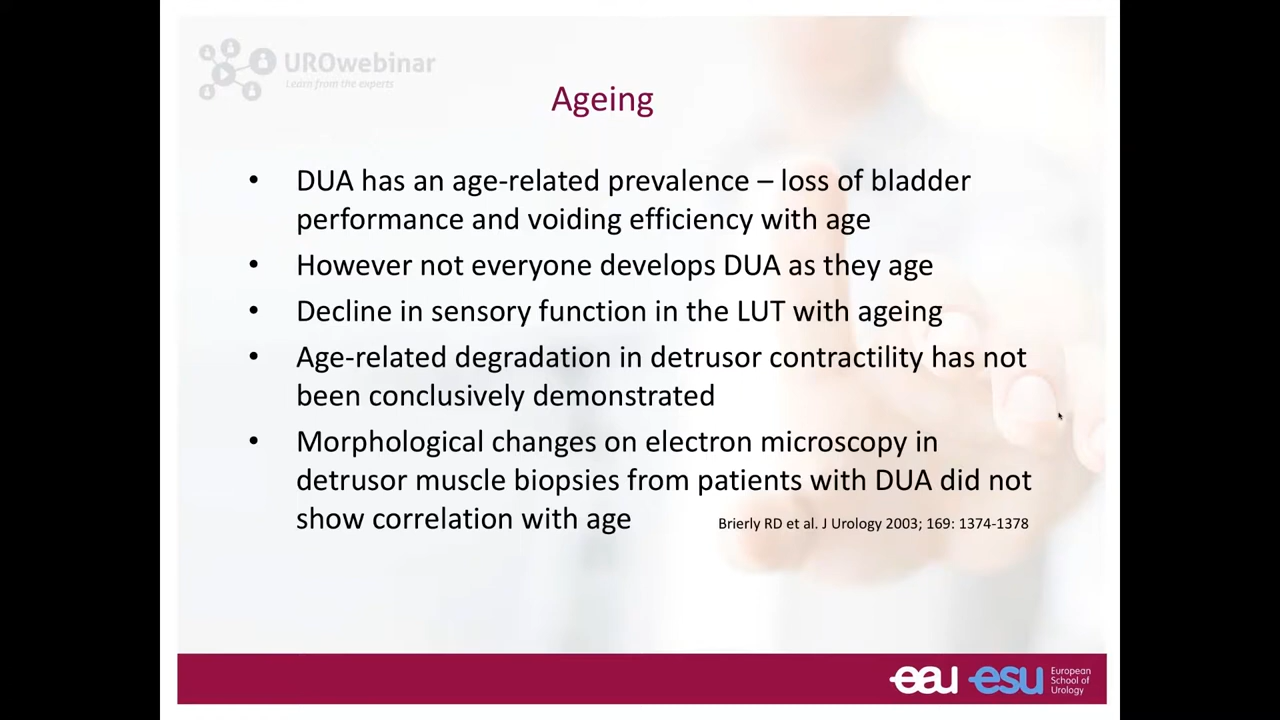 UROwebinar
Learn from the experts
Ageing
• DUA has an age-related prevalence – loss of bladder
performance and voiding efficiency with age
• However not everyone develops DUA as they age
• Decline in sensory function in the LUT with ageing
• Age-related degradation in detrusor contractility has not
been conclusively demonstrated
• Morphological changes on electron microscopy in
detrusor muscle biopsies from patients with DUA did not
show correlation with age
Brierly RD et al. J Urology 2003; 169: 1374-1378
eau esu
European
School of
Urology